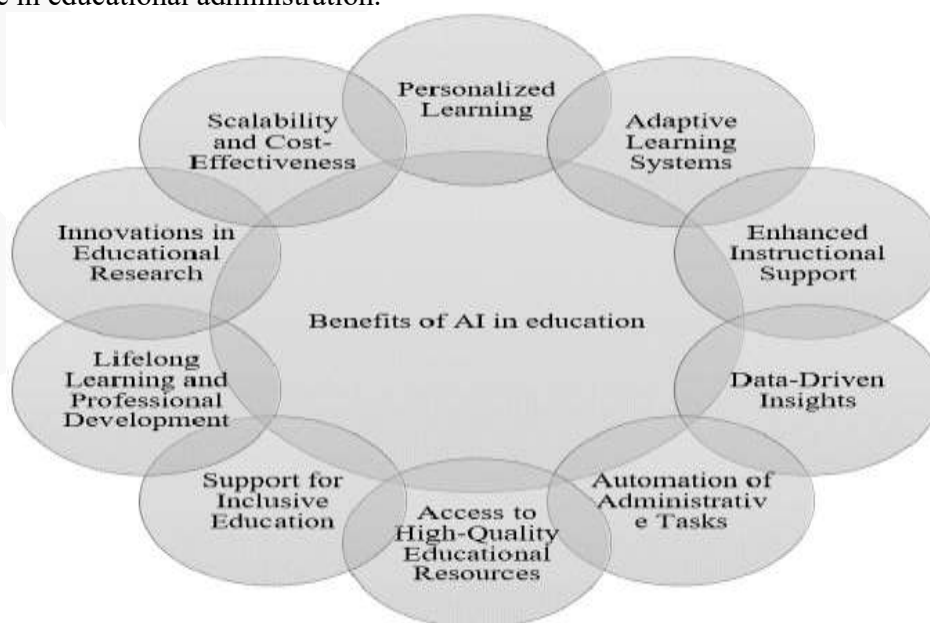 in educational administration.
Personalized
Learning
Adaptive
Learning
Systems
Enhanced
Instructional
Support
Data-Driven
Insights
Automation of
Administrativ
e Tasks
Access to
High-Quality
Educational
Resources
Support for
Inclusive
Education
Lifelong
Learning and
Professional
Development
Innovations in
Educational
Research
Scalability
and Cost-
Effectiveness
Benefits of AI in education